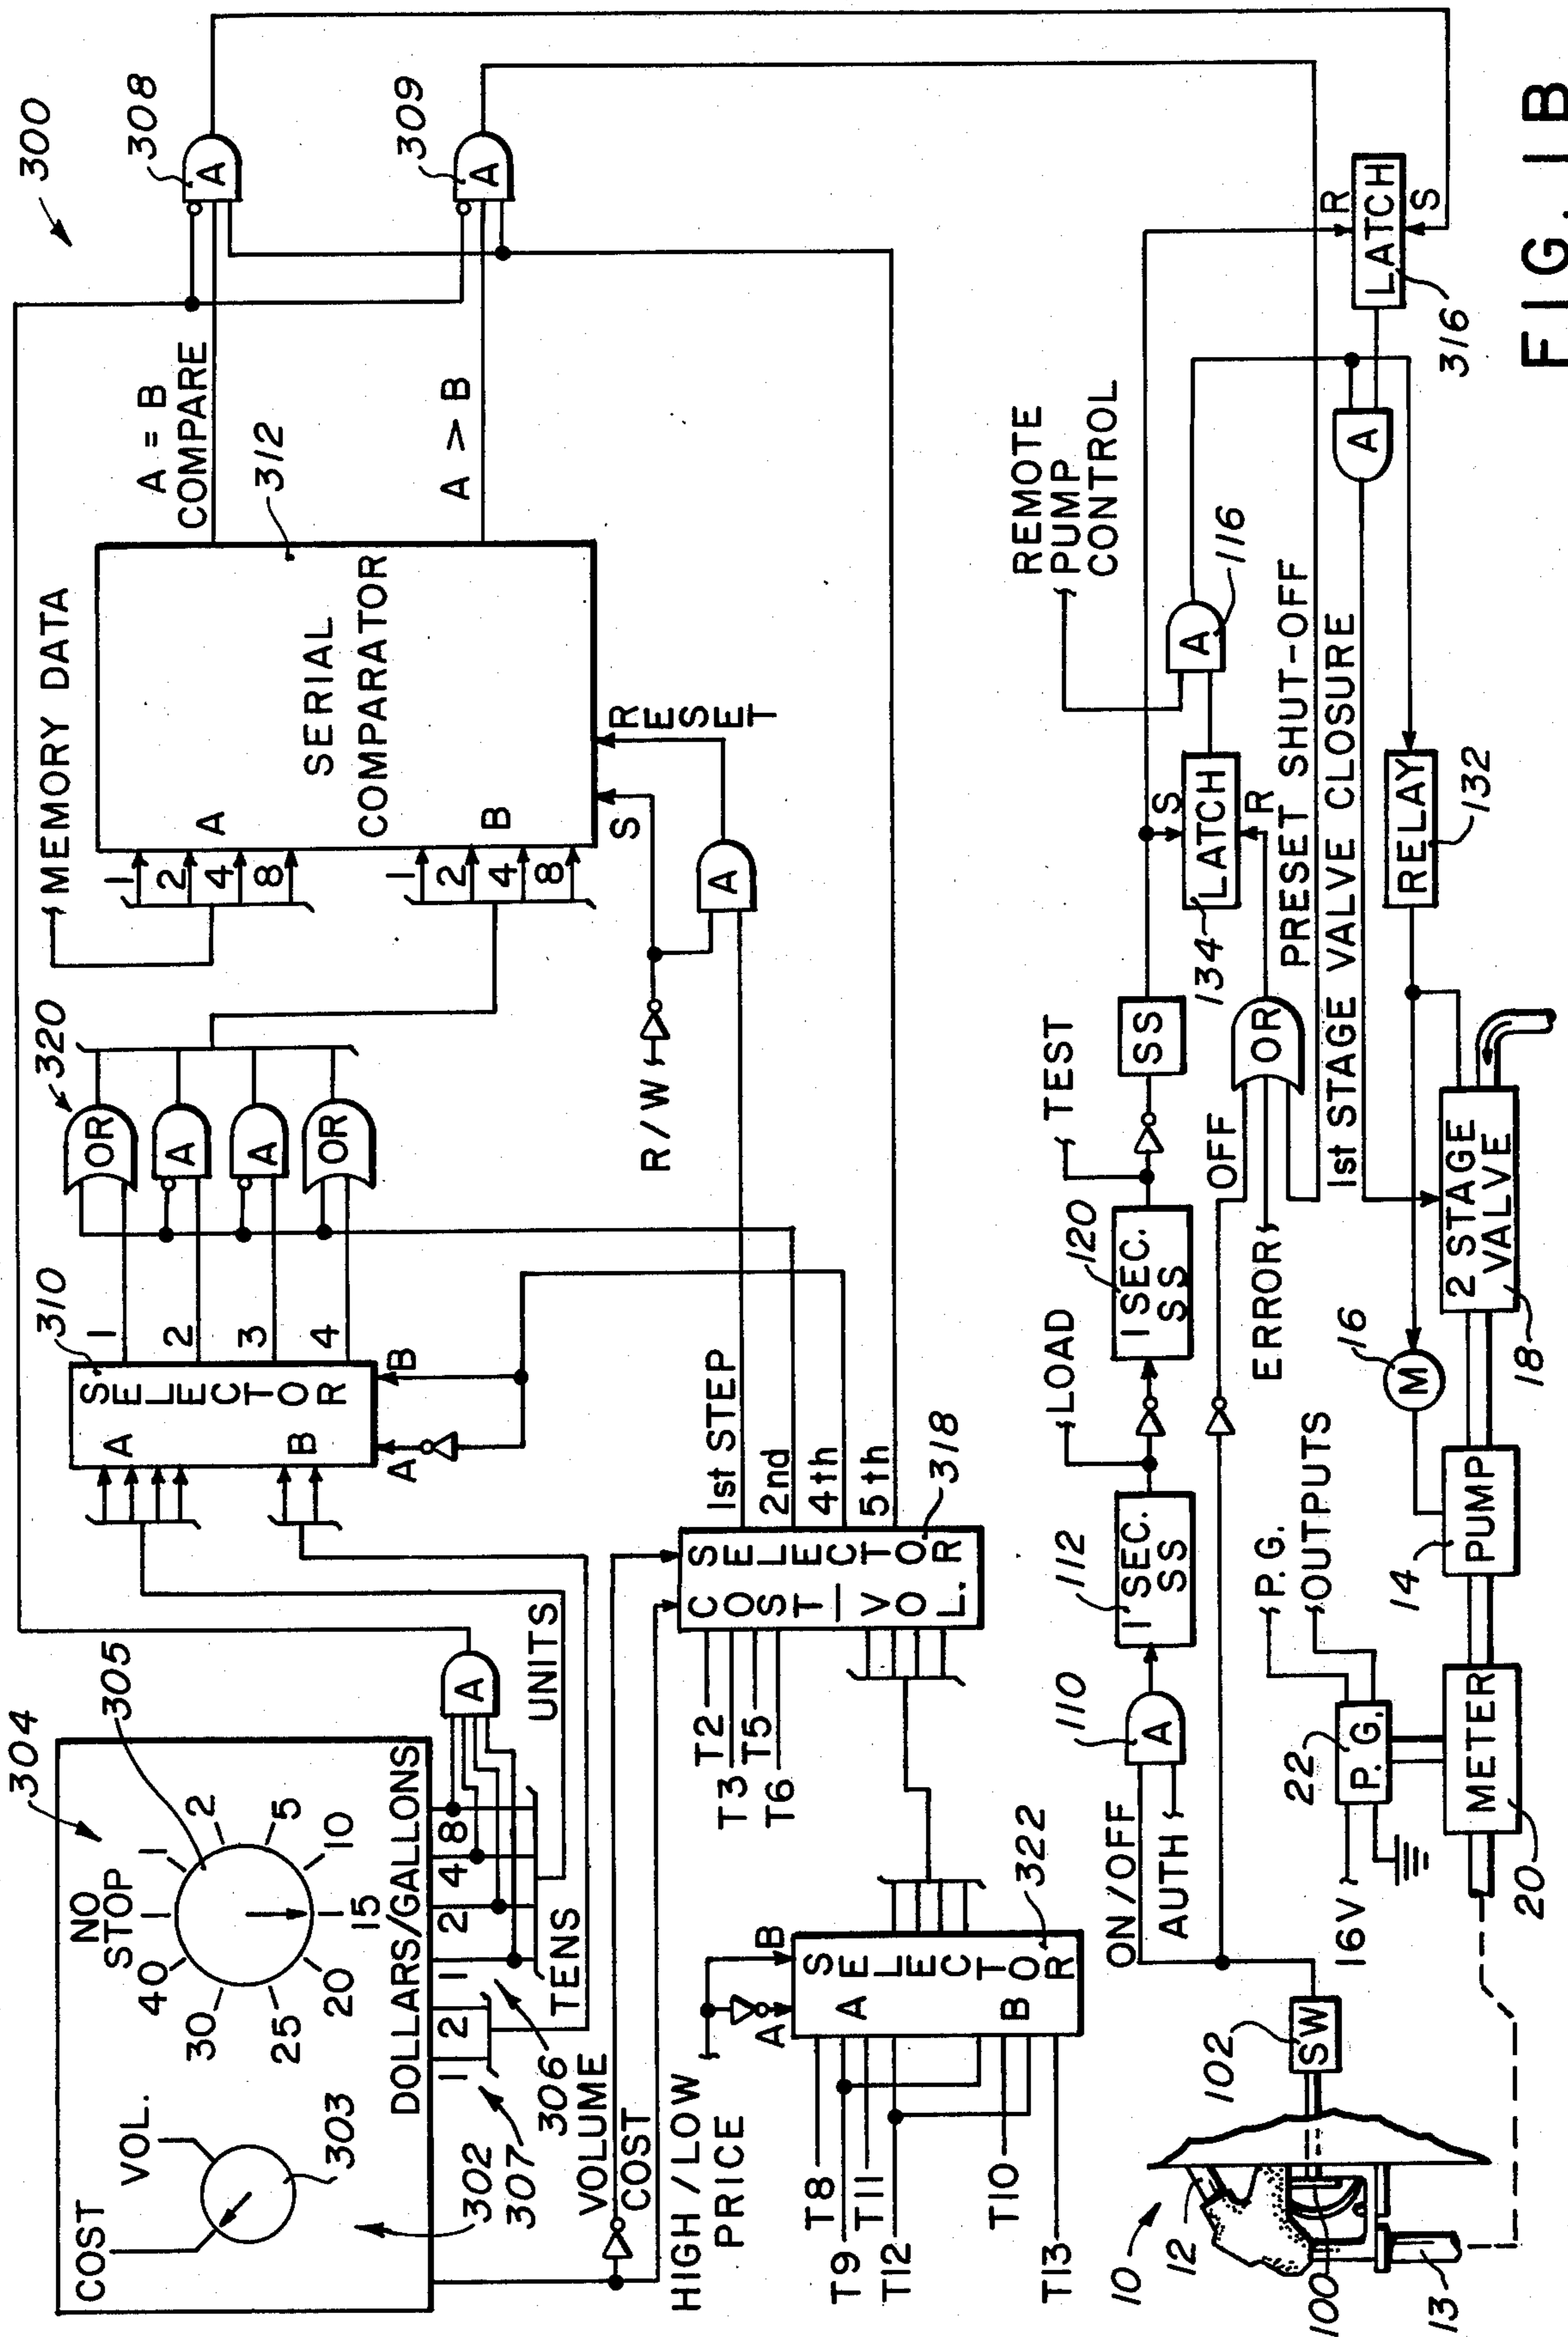 300
308
309
A
A
A = B
COMPARE
A > B
312
MEMORY DATA
SERIAL
COMPARATOR
A
1
2
4
8
B
1
2
4
8
S
RESET
A
R/W
320
OR
A
A
OR
310
SELECTOR
A
B
1
2
3
4
A
B
304
305
NO
STOP
1
2
5
10
15
20
25
30
40
COST
VOL.
303
302
DOLLARS/GALLONS
1
2
1
2
4
8
A
307
306
TENS
UNITS
VOLUME
COST
1st STEP
2nd
4th
5th
318
SELECTOR
COST/VOL.
T2
T3
T5
T6
HIGH/LOW
PRICE
A
B
322
SELECTOR
A
B
T8
T9
T11
T12
T10
T13
REMOTE
PUMP
CONTROL
116
A
R
LATCH
S
316
A
S
LATCH
R
134
PRESET SHUT-OFF
1st STAGE VALVE CLOSURE
RELAY
132
SS
TEST
OR
OFF
ERROR
120
1 SEC.
SS
LOAD
112
1 SEC.
SS
110
A
ON/OFF
AUTH
102
SW
10
12
100
13
16V
22
P.G.
P.G.
OUTPUTS
METER
20
PUMP
14
M
16
2 STAGE
VALVE
18
FIG. 1B